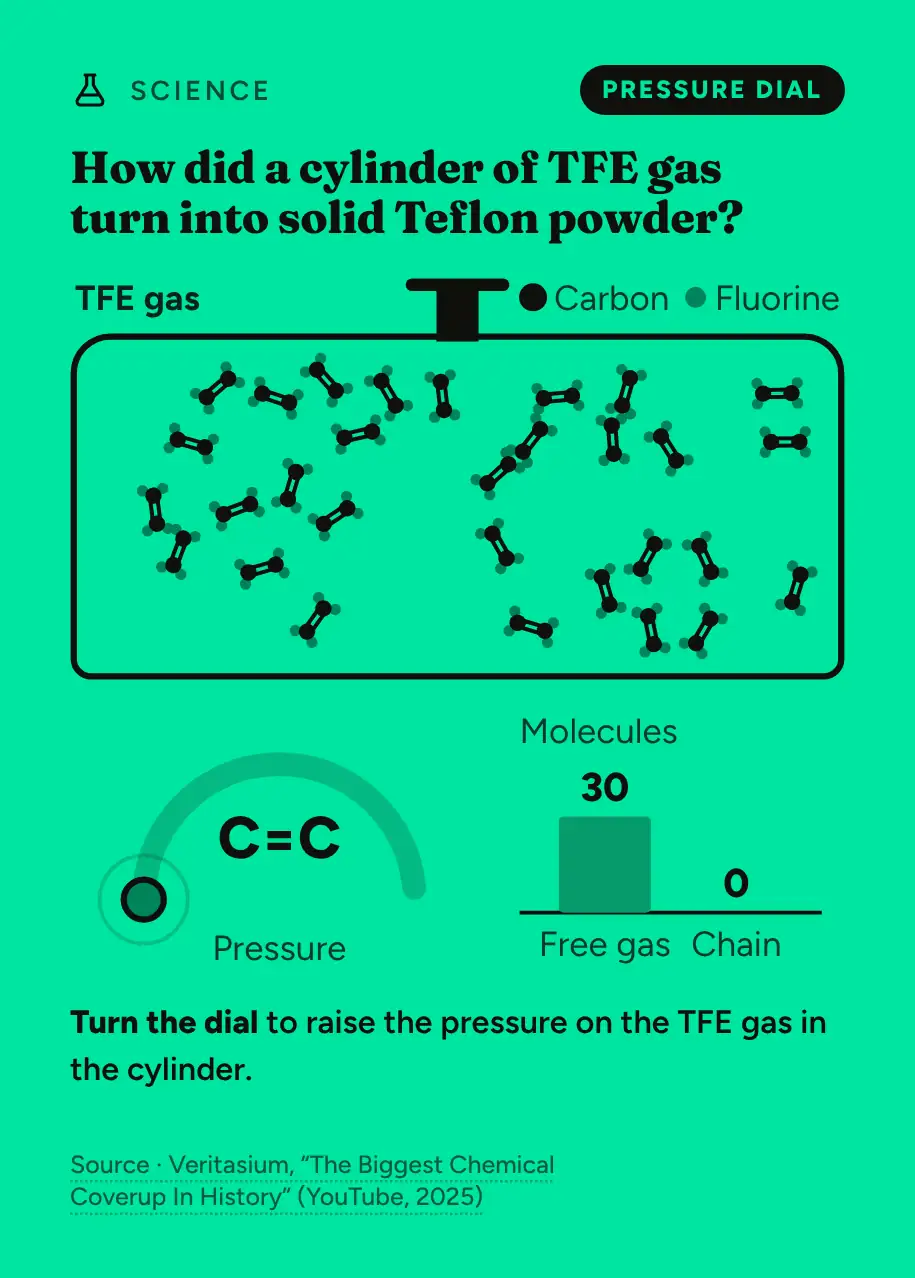 SCIENCE
PRESSURE DIAL
How did a cylinder of TFE gas
turn into solid Teflon powder?
TFE gas
Carbon
Fluorine
Molecules
30
0
C=C
Free gas
Chain
Pressure
Turn the dial to raise the pressure on the TFE gas in
the cylinder.
Source · Veritasium, “The Biggest Chemical
Coverup In History” (YouTube, 2025)